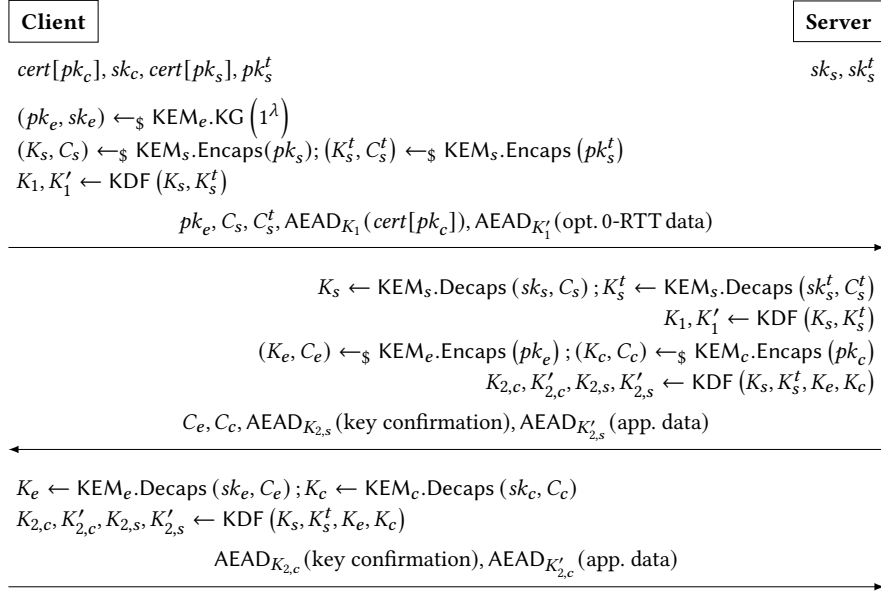 Client Server
cert[pk_c], sk_c, cert[pk_s], pk_s^t sk_s, sk_s^t
(pk_e, sk_e) ←_$ KEM_e.KG (1^λ)
(K_s, C_s) ←_$ KEM_s.Encaps(pk_s); (K_s^t, C_s^t) ←_$ KEM_s.Encaps (pk_s^t)
K_1, K_1′ ← KDF (K_s, K_s^t)
pk_e, C_s, C_s^t, AEAD_{K_1}(cert[pk_c]), AEAD_{K_1′}(opt. 0-RTT data)
K_s ← KEM_s.Decaps (sk_s, C_s) ; K_s^t ← KEM_s.Decaps (sk_s^t, C_s^t)
K_1, K_1′ ← KDF (K_s, K_s^t)
(K_e, C_e) ←_$ KEM_e.Encaps (pk_e) ; (K_c, C_c) ←_$ KEM_c.Encaps (pk_c)
K_{2,c}, K_{2,c}′, K_{2,s}, K_{2,s}′ ← KDF (K_s, K_s^t, K_e, K_c)
C_e, C_c, AEAD_{K_{2,s}}(key confirmation), AEAD_{K_{2,s}′}(app. data)
K_e ← KEM_e.Decaps (sk_e, C_e) ; K_c ← KEM_c.Decaps (sk_c, C_c)
K_{2,c}, K_{2,c}′, K_{2,s}, K_{2,s}′ ← KDF (K_s, K_s^t, K_e, K_c)
AEAD_{K_{2,c}}(key confirmation), AEAD_{K_{2,c}′}(app. data)